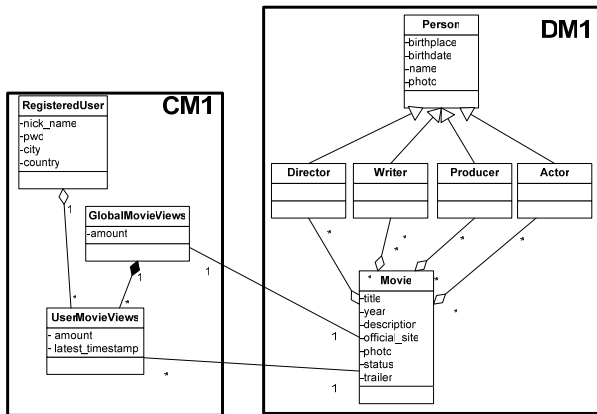 CM1
RegisteredUser
-nick_name
-pwd
-city
-country
1
GlobalMovieViews
-amount
1
1
*
*
UserMovieViews
- amount
- latest_timestamp
*
DM1
Person
-birthplace
-birthdate
-name
-photo
Director
Writer
Producer
Actor
*
*
*
*
*
*
*
*
Movie
-title
-year
-description
-official_site
-photo
-status
-trailer
1
1